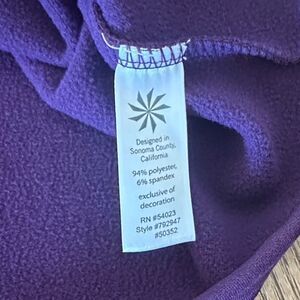 Designed in
Sonoma County,
California
94% polyester,
6% spandex
exclusive of
decoration
RN #54023
Style #792947
#50352